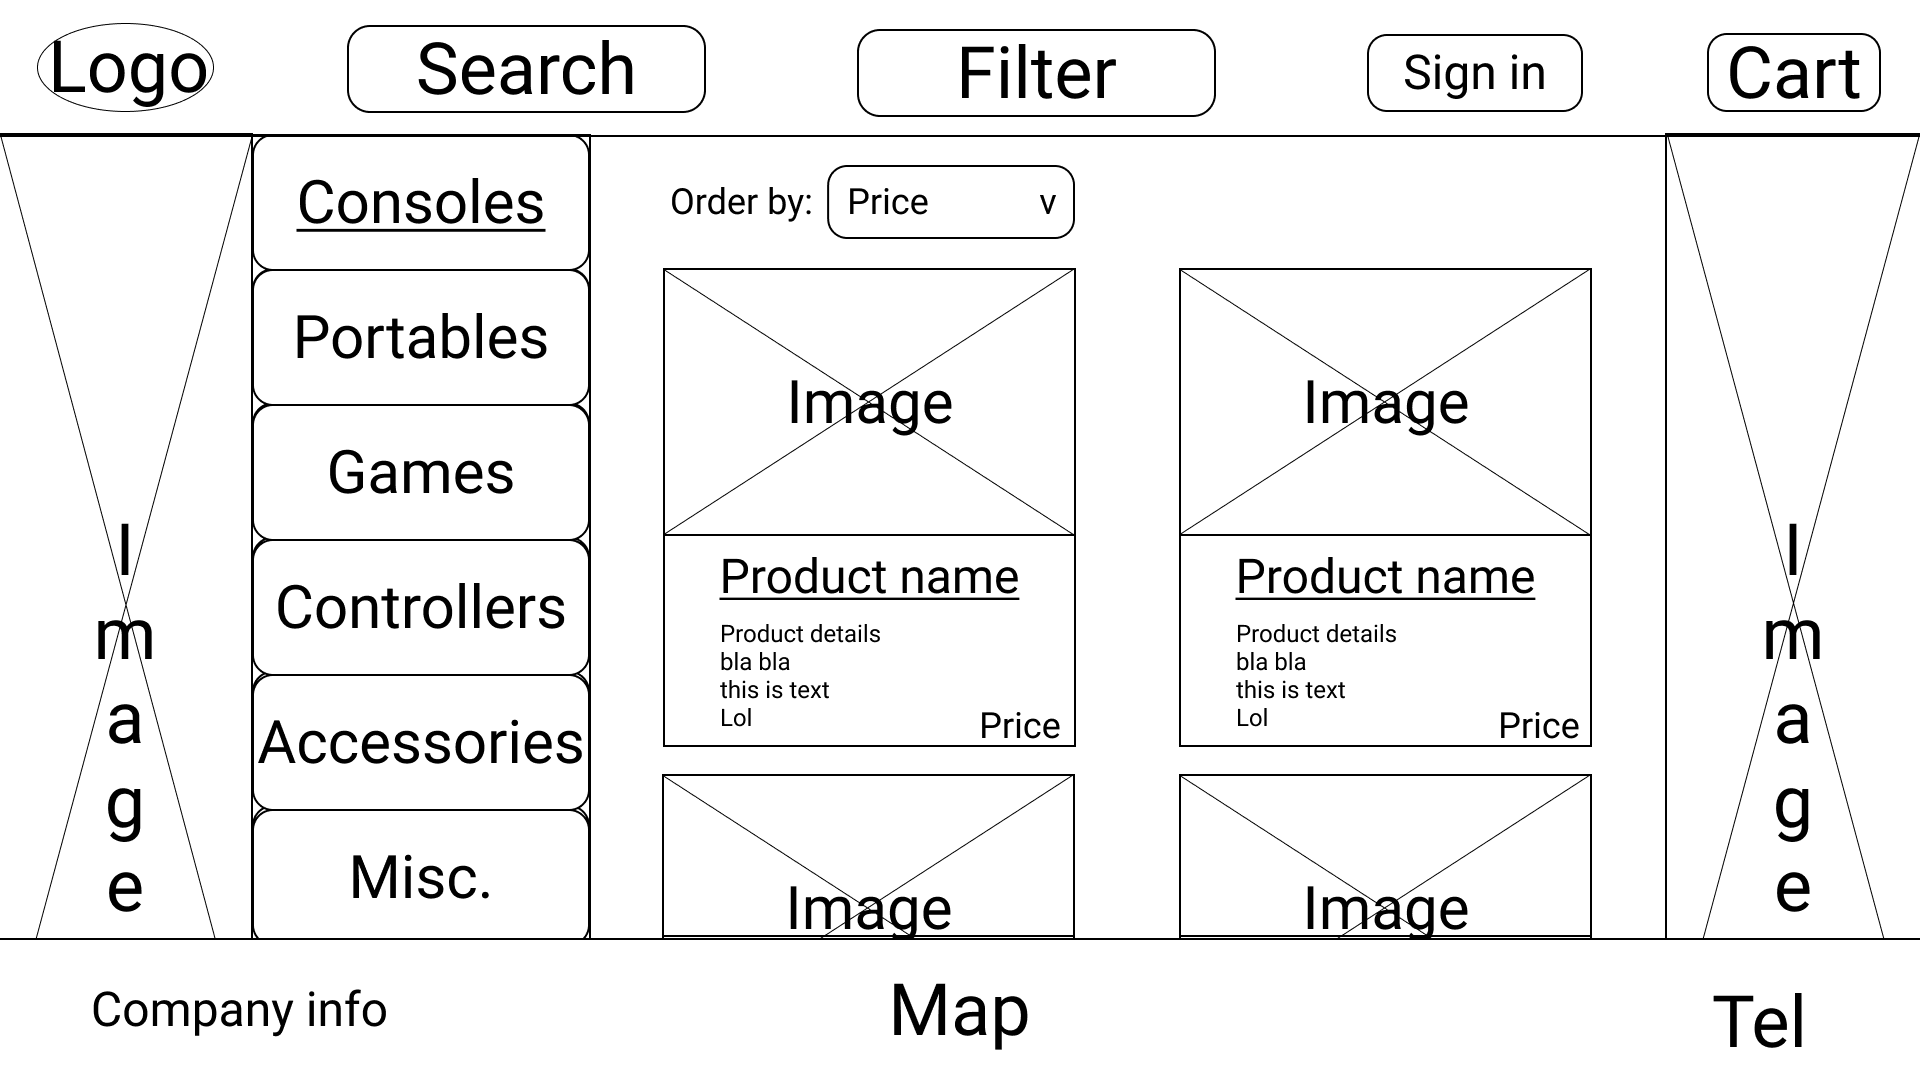 Logo
Search
Filter
Sign in
Cart
I
m
a
g
e
Consoles
Portables
Games
Controllers
Accessories
Misc.
Order by:
Price v
Image
Product name
Product details
bla bla
this is text
Lol
Price
Image
Product name
Product details
bla bla
this is text
Lol
Price
Image
Image
I
m
a
g
e
Company info
Map
Tel